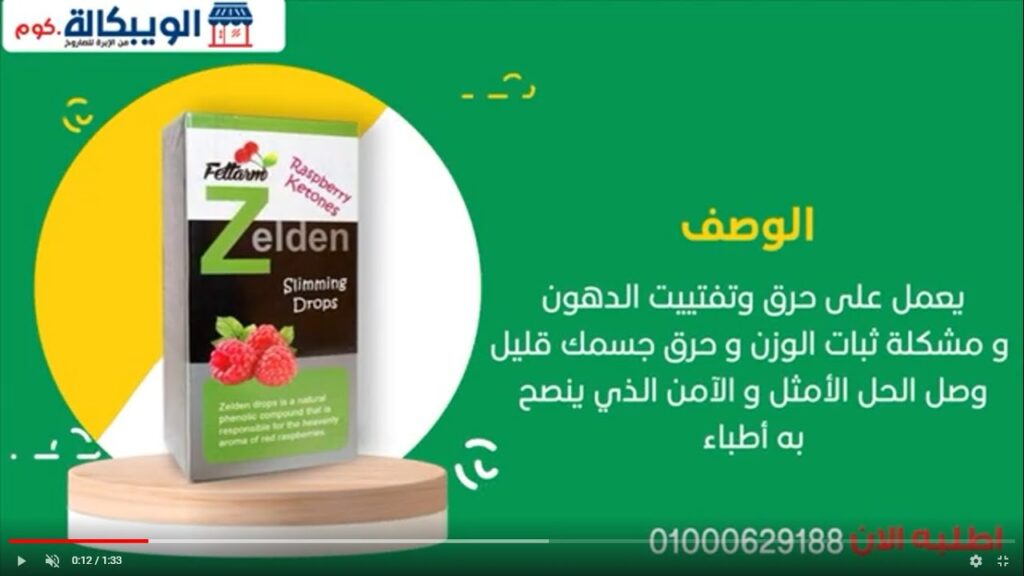 الويبكالة.كوم
من الإبرة للصاروخ
Fettarm
Raspberry
Ketones
Zelden
Slimming
Drops
Zelden drops is a natural
phenolic compound that is
responsible for the heavenly
aroma of red raspberries.
الوصف
يعمل على حرق وتفتييت الدهون
و مشكلة ثبات الوزن و حرق جسمك قليل
وصل الحل الأمثل و الآمن الذي ينصح
به أطباء
اطلبه الان 01000629188
0:12 / 1:33